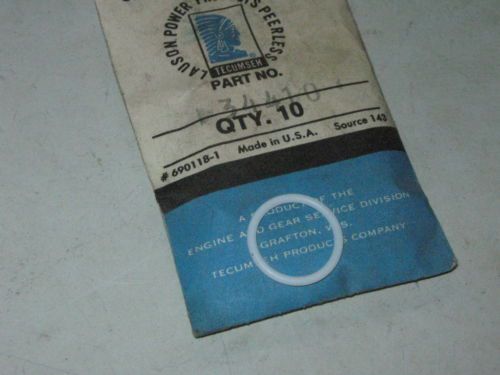 LAUSON POWER PRODUCTS PEERLESS
TECUMSEH
PART NO.
QTY. 10
#690118-1 Made in U.S.A. Source 143
A PRODUCT OF THE
ENGINE AND GEAR SERVICE DIVISION
GRAFTON, WIS.
TECUMSEH PRODUCTS COMPANY